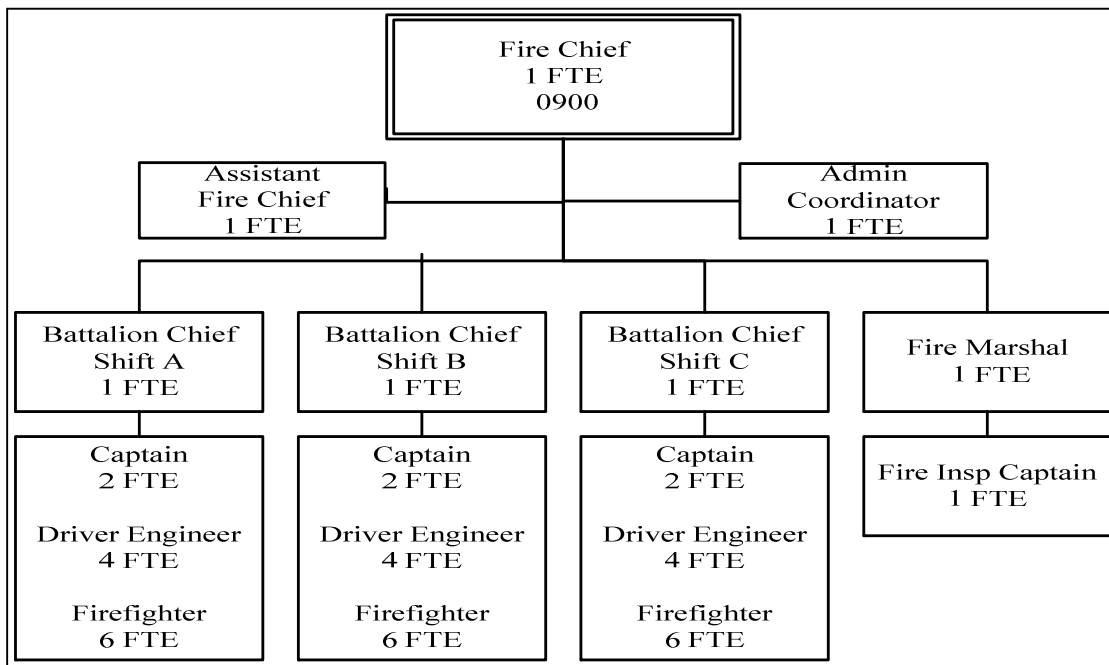 Fire Chief
1 FTE
0900
Assistant
Fire Chief
1 FTE
Admin
Coordinator
1 FTE
Battalion Chief
Shift A
1 FTE
Battalion Chief
Shift B
1 FTE
Battalion Chief
Shift C
1 FTE
Fire Marshal
1 FTE
Captain
2 FTE
Driver Engineer
4 FTE
Firefighter
6 FTE
Captain
2 FTE
Driver Engineer
4 FTE
Firefighter
6 FTE
Captain
2 FTE
Driver Engineer
4 FTE
Firefighter
6 FTE
Fire Insp Captain
1 FTE